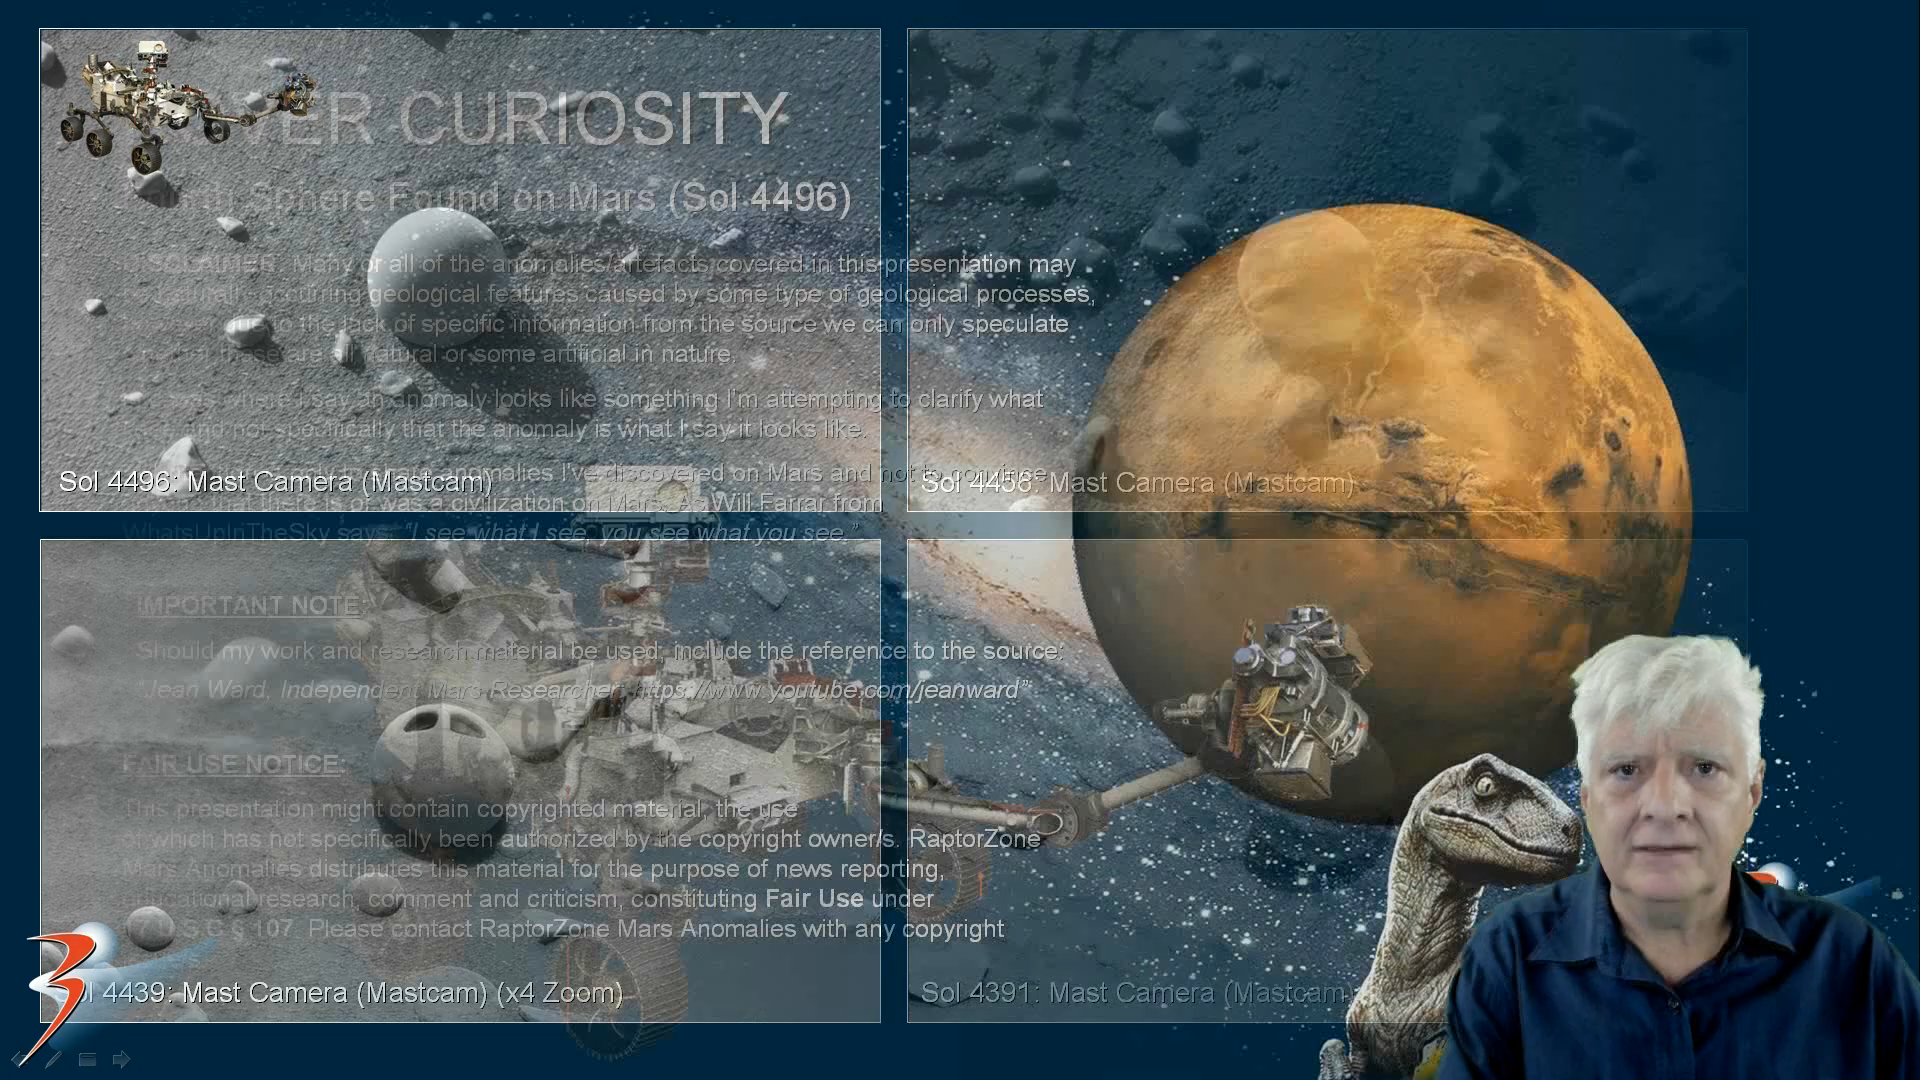 VER CURIOSITY
Sphere Found on Mars (Sol 4496)
Many or all of the anomalies/artefacts covered in this presentation may
occurring geological features caused by some type of geological processes,
to the lack of specific information from the source we can only speculate
these are all natural or some artificial in nature.
where I say an anomaly looks like something I'm attempting to clarify what
and not specifically that the anomaly is what I say it looks like.
anomalies I've discovered on Mars and not to convince
Sol 4496: Mast Camera (Mastcam)
Sol 4456: Mast Camera (Mastcam)
that there is or was a civilization on Mars. As Will Farrar from
WhatsUpInTheSky says: "I see what I see, you see what you see."
IMPORTANT NOTE:
Should my work and research material be used, include the reference to the source:
"Jean Ward, Independent Mars Researcher, https://www.youtube.com/jeanward"
FAIR USE NOTICE:
This presentation might contain copyrighted material, the use
of which has not specifically been authorized by the copyright owner/s. RaptorZone
Mars Anomalies distributes this material for the purpose of news reporting,
educational research, comment and criticism, constituting Fair Use under
U.S.C § 107. Please contact RaptorZone Mars Anomalies with any copyright
4439: Mast Camera (Mastcam) (x4 Zoom)
Sol 4391: Mast Camera (Mastcam)